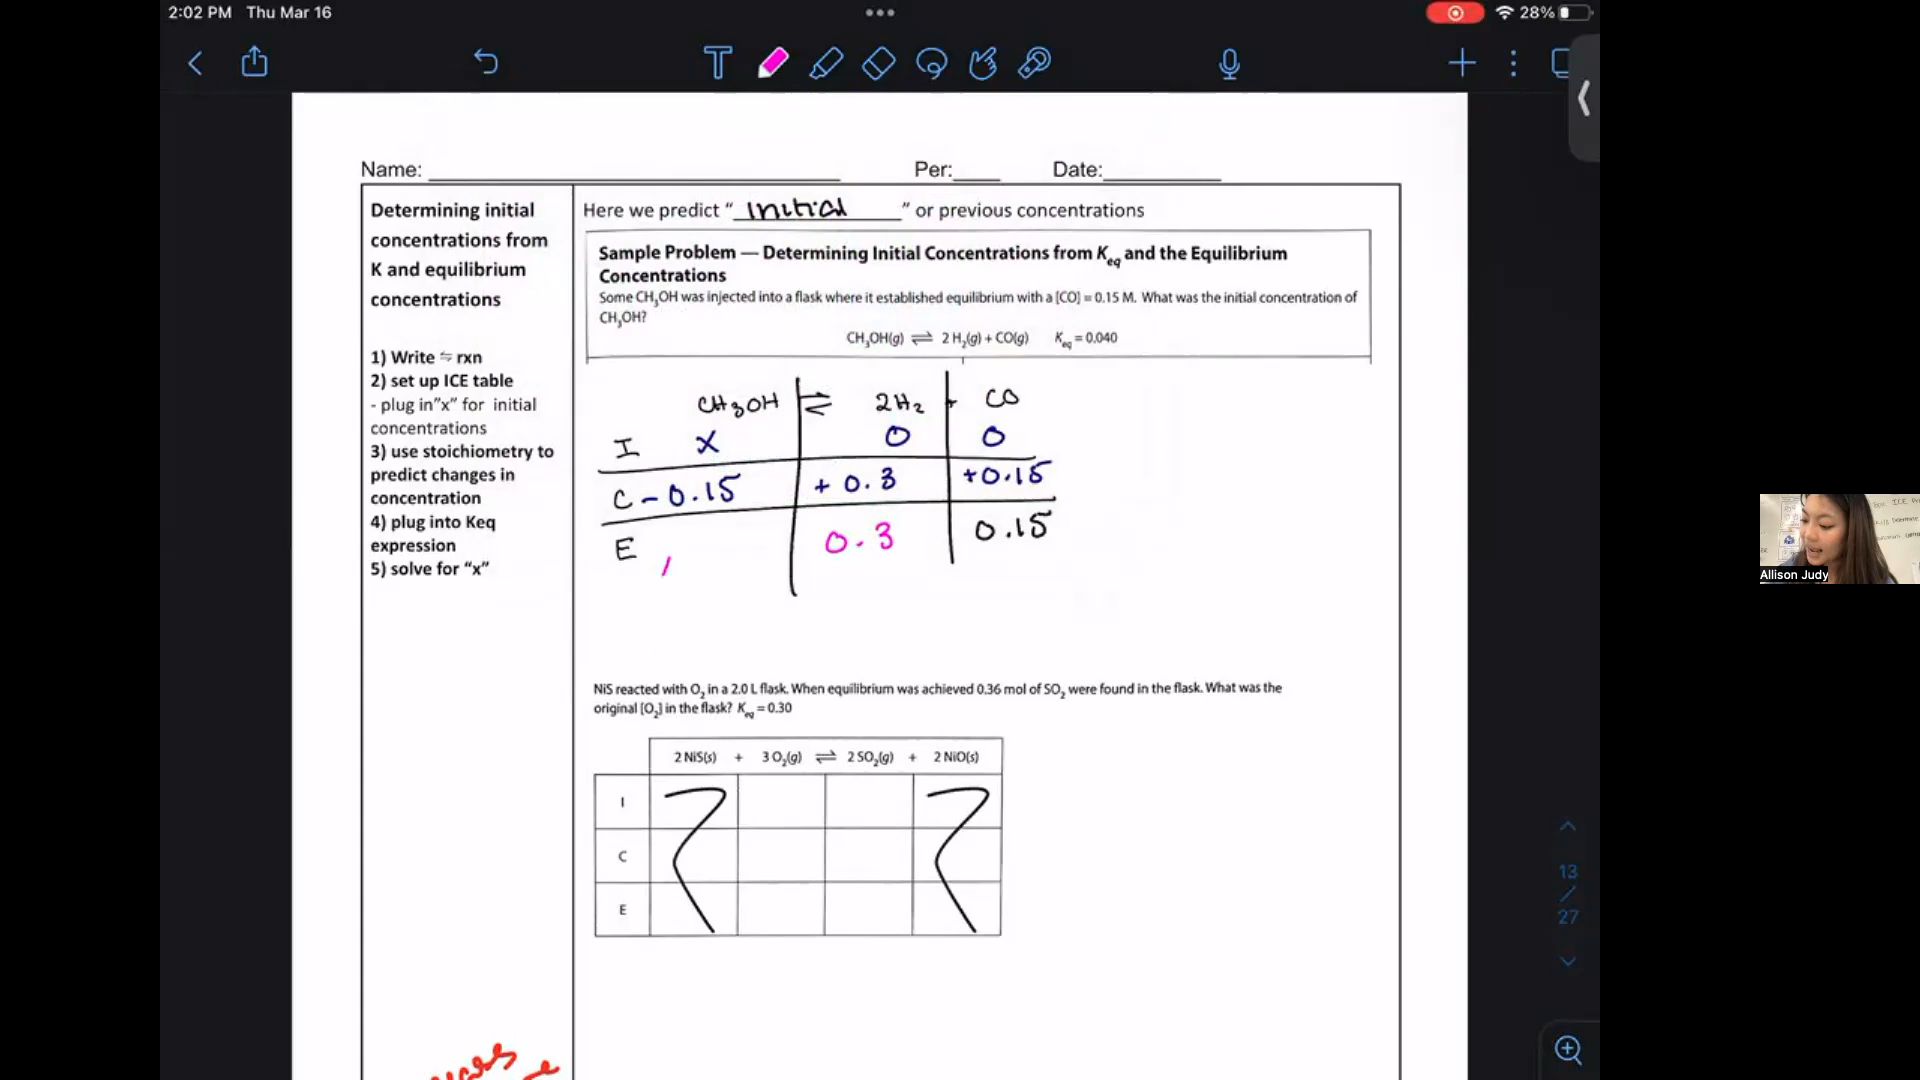 2:02 PM Thu Mar 16
28%
Name: ____ Per:____ Date:____
Determining initial
concentrations from
K and equilibrium
concentrations
1) Write ⇋ rxn
2) set up ICE table
- plug in"x" for initial
concentrations
3) use stoichiometry to
predict changes in
concentration
4) plug into Keq
expression
5) solve for "x"
Here we predict "initial" or previous concentrations
Sample Problem — Determining Initial Concentrations from Keq and the Equilibrium
Concentrations
Some CH₃OH was injected into a flask where it established equilibrium with a [CO] = 0.15 M. What was the initial concentration of
CH₃OH?
CH₃OH(g) ⇌ 2 H₂(g) + CO(g) Keq = 0.040
CH3OH ⇌ 2H2 + CO
I X 0 0
C - 0.15 + 0.3 +0.15
E 0.3 0.15
NiS reacted with O₂ in a 2.0 L flask. When equilibrium was achieved 0.36 mol of SO₂ were found in the flask. What was the
original [O₂] in the flask? Keq = 0.30
2 NiS(s) + 3 O₂(g) ⇌ 2 SO₂(g) + 2 NiO(s)
I
C
E
13
/
27
Allison Judy